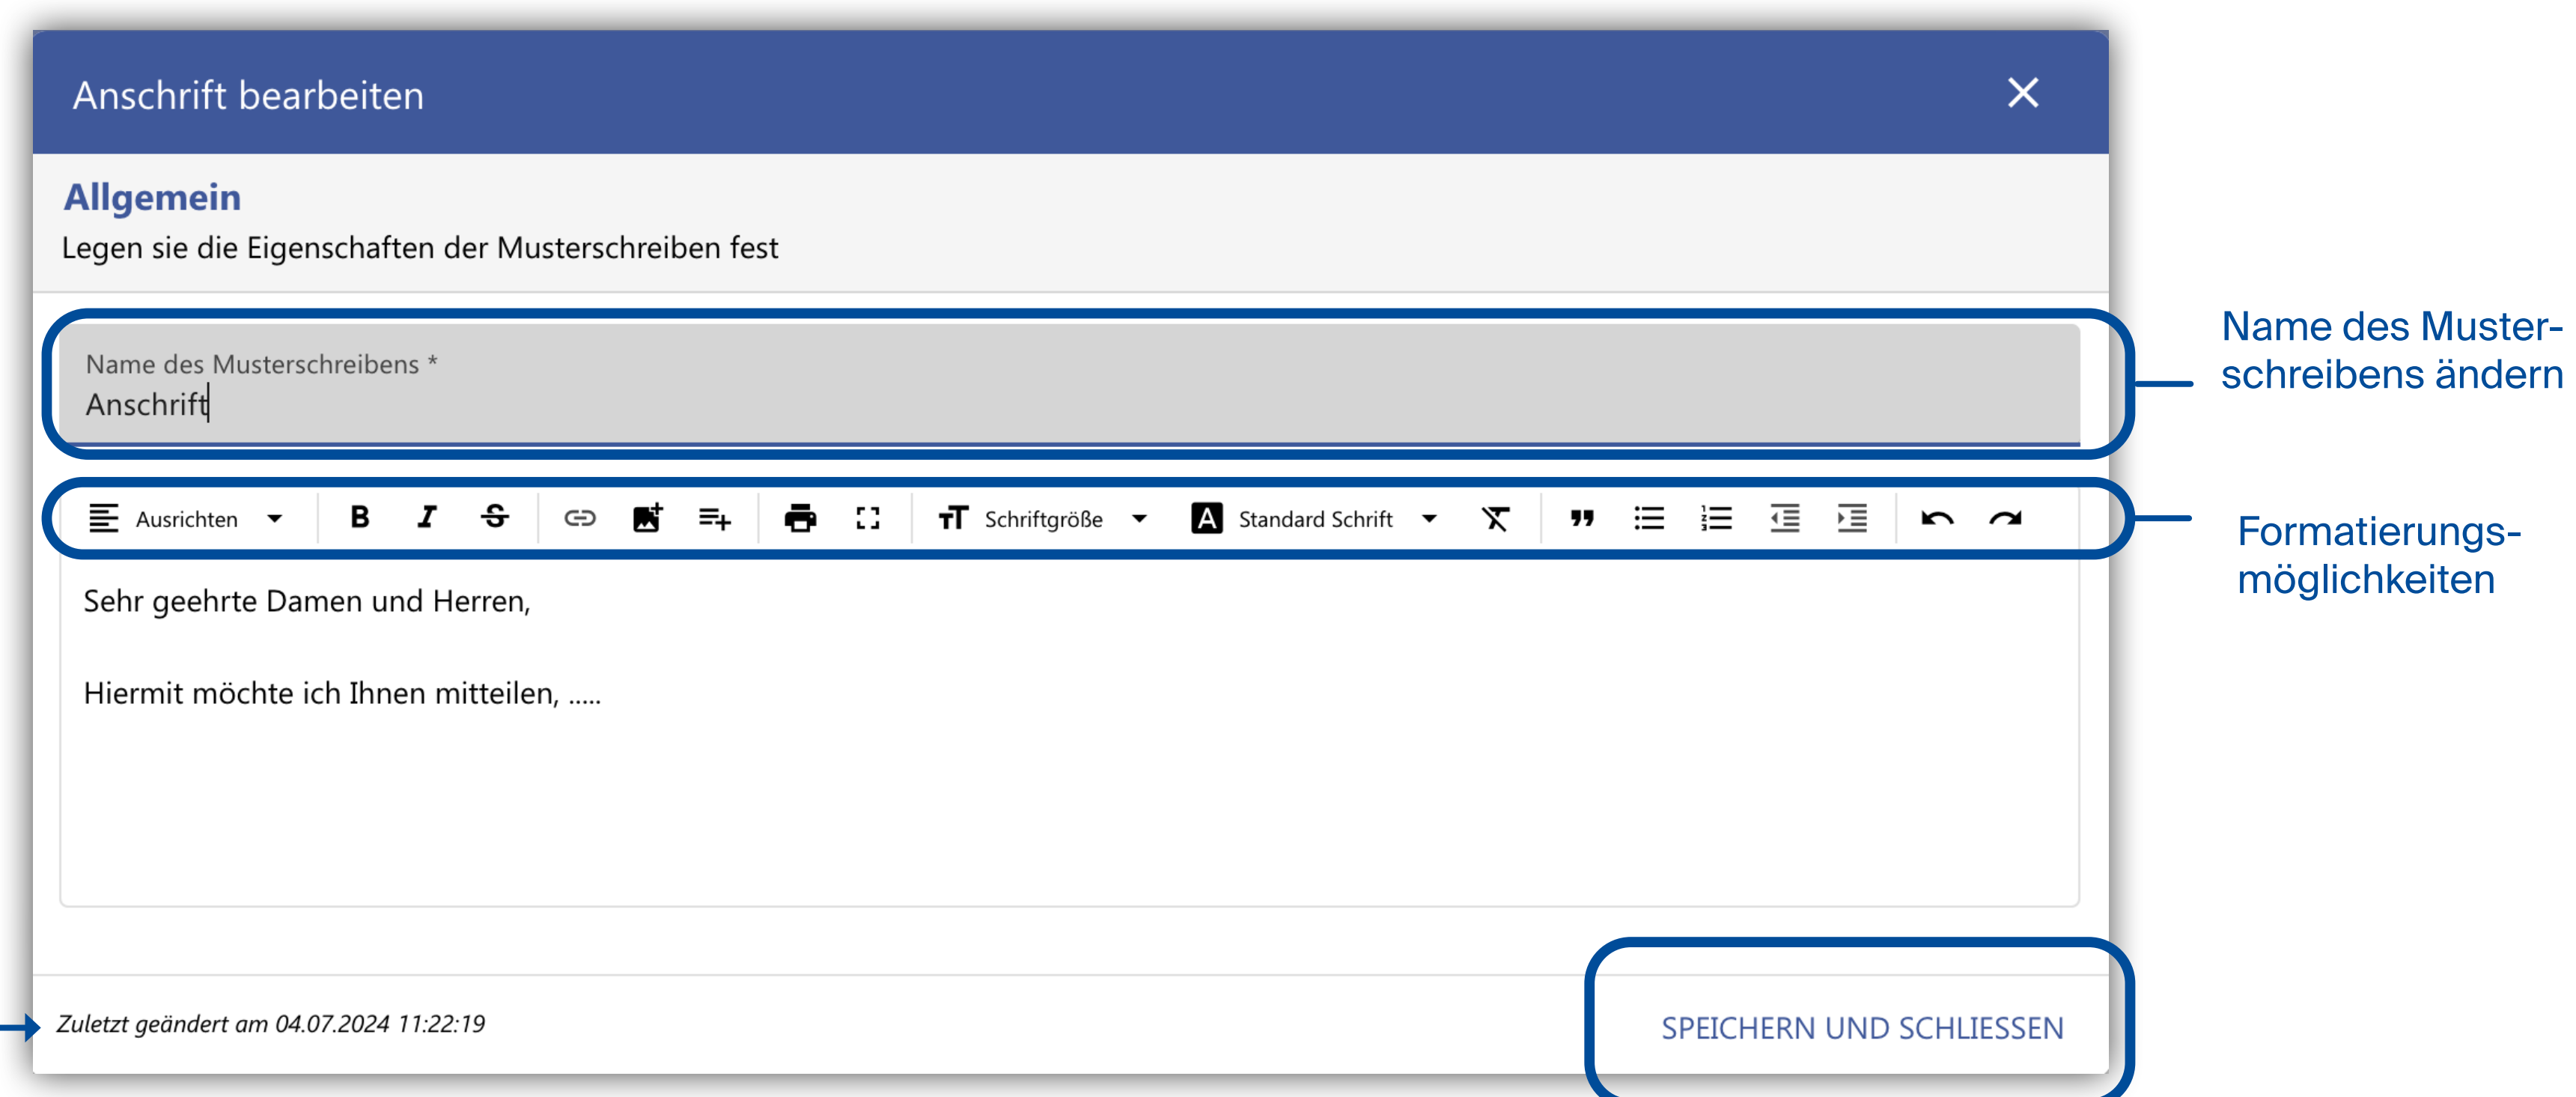 Anschrift bearbeiten
Allgemein
Legen sie die Eigenschaften der Musterschreiben fest
Name des Musterschreibens *
Anschrift
Name des Muster-
schreibens ändern
Ausrichten B I S Schriftgröße A Standard Schrift
Formatierungs-
möglichkeiten
Sehr geehrte Damen und Herren,
Hiermit möchte ich Ihnen mitteilen, .....
Zuletzt geändert am 04.07.2024 11:22:19
SPEICHERN UND SCHLIESSEN